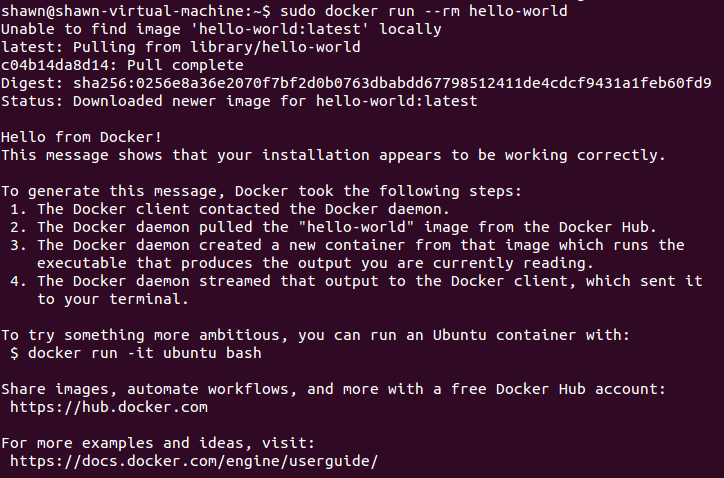 shawn@shawn-virtual-machine:~$ sudo docker run --rm hello-world
Unable to find image 'hello-world:latest' locally
latest: Pulling from library/hello-world
c04b14da8d14: Pull complete
Digest: sha256:0256e8a36e2070f7bf2d0b0763dbabdd67798512411de4cdcf9431a1feb60fd9
Status: Downloaded newer image for hello-world:latest

Hello from Docker!
This message shows that your installation appears to be working correctly.

To generate this message, Docker took the following steps:
 1. The Docker client contacted the Docker daemon.
 2. The Docker daemon pulled the "hello-world" image from the Docker Hub.
 3. The Docker daemon created a new container from that image which runs the
    executable that produces the output you are currently reading.
 4. The Docker daemon streamed that output to the Docker client, which sent it
    to your terminal.

To try something more ambitious, you can run an Ubuntu container with:
 $ docker run -it ubuntu bash

Share images, automate workflows, and more with a free Docker Hub account:
 https://hub.docker.com

For more examples and ideas, visit:
 https://docs.docker.com/engine/userguide/